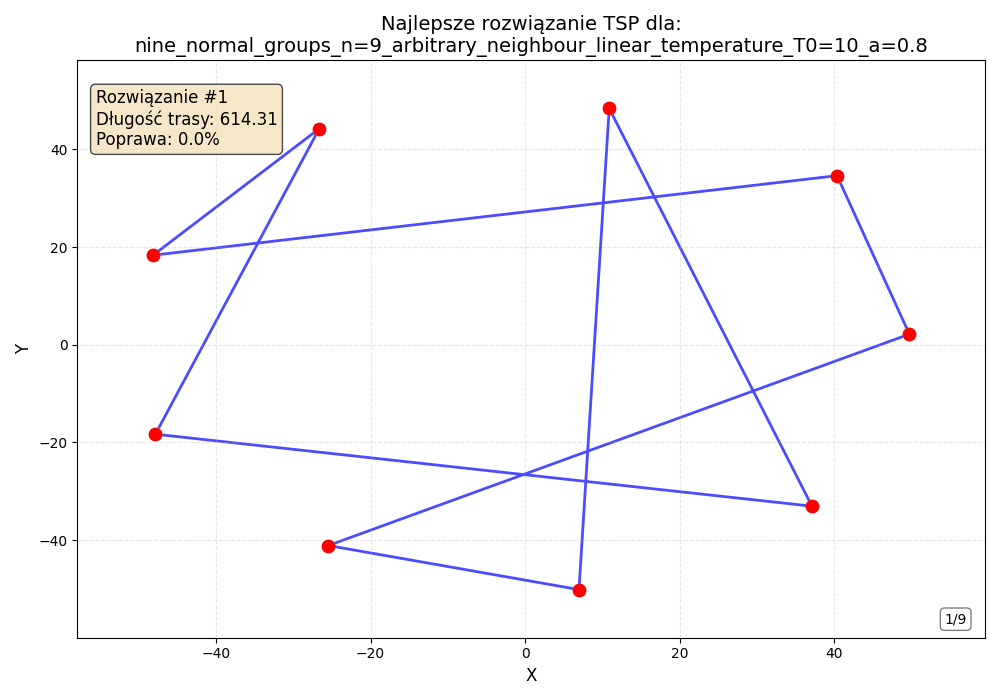 Najlepsze rozwiązanie TSP dla:
nine_normal_groups_n=9_arbitrary_neighbour_linear_temperature_T0=10_a=0.8
Rozwiązanie #1
Długość trasy: 614.31
Poprawa: 0.0%
40
20
0
−20
−40
Y
1/9
−40
−20
0
20
40
X